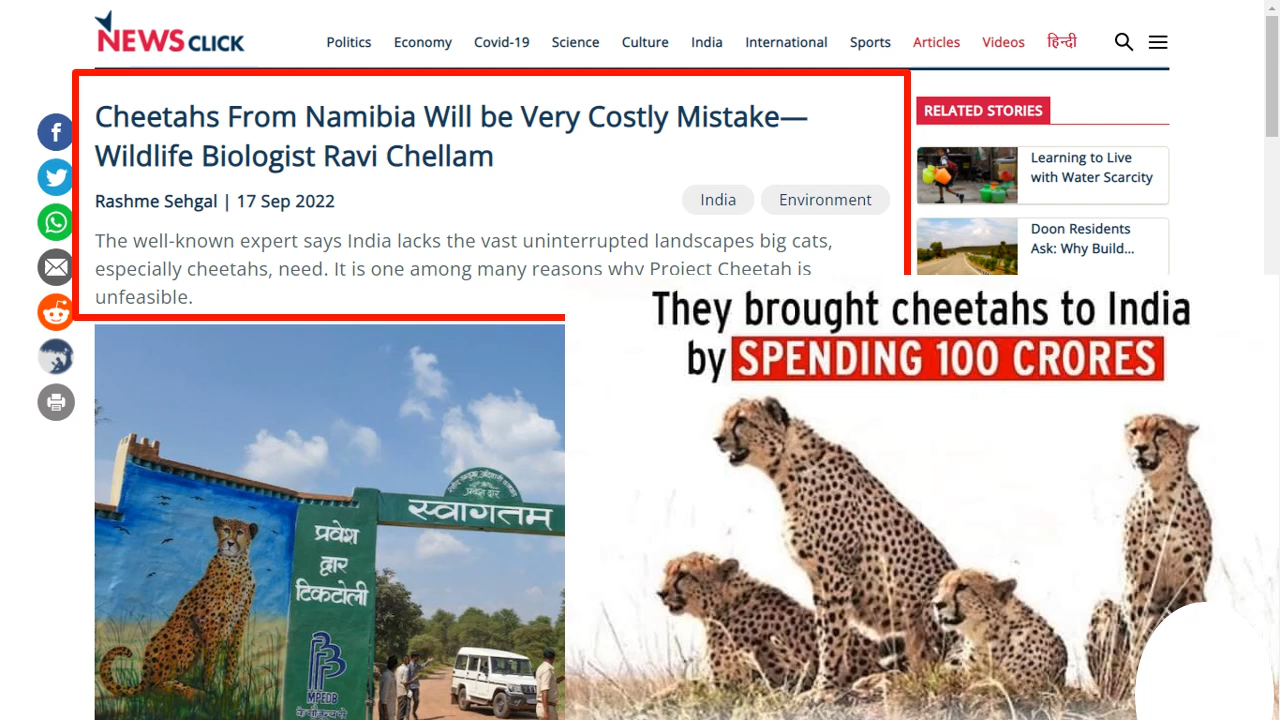 NEWSCLICK
Politics Economy Covid-19 Science Culture India International Sports Articles Videos हिन्दी
Cheetahs From Namibia Will be Very Costly Mistake—
Wildlife Biologist Ravi Chellam
Rashme Sehgal | 17 Sep 2022
India Environment
The well-known expert says India lacks the vast uninterrupted landscapes big cats,
especially cheetahs, need. It is one among many reasons why Project Cheetah is
unfeasible.
RELATED STORIES
Learning to Live
with Water Scarcity
Doon Residents
Ask: Why Build...
They brought cheetahs to India
by SPENDING 100 CRORES
प्रवेश द्वार
स्वागतम
प्रवेश
द्वार
टिकटोली
MPEDB